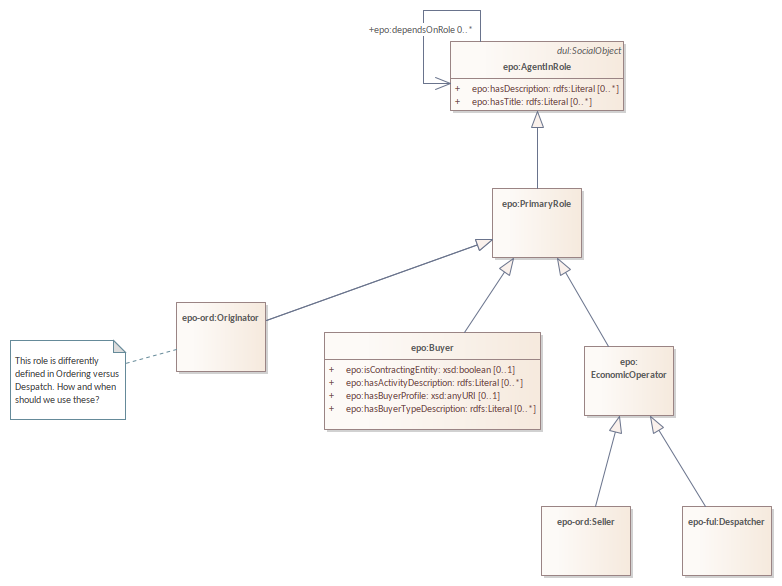 +epo:dependsOnRole 0..*
dul:SocialObject
epo:AgentInRole
+ epo:hasDescription: rdfs:Literal [0..*]
+ epo:hasTitle: rdfs:Literal [0..*]
epo:PrimaryRole
epo-ord:Originator
This role is differently
defined in Ordering versus
Despatch. How and when
should we use these?
epo:Buyer
+ epo:isContractingEntity: xsd:boolean [0..1]
+ epo:hasActivityDescription: rdfs:Literal [0..*]
+ epo:hasBuyerProfile: xsd:anyURI [0..1]
+ epo:hasBuyerTypeDescription: rdfs:Literal [0..*]
epo:
EconomicOperator
epo-ord:Seller
epo-ful:Despatcher